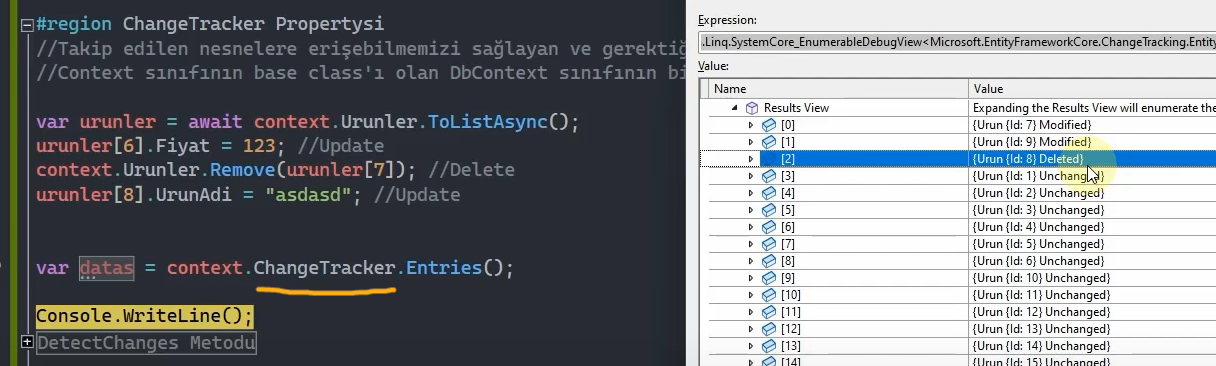 #region ChangeTracker Propertysi
//Takip edilen nesnelere erişebilmemizi sağlayan ve gerektiğ
//Context sınıfının base class'ı olan DbContext sınıfının bi
var urunler = await context.Urunler.ToListAsync();
urunler[6].Fiyat = 123; //Update
context.Urunler.Remove(urunler[7]); //Delete
urunler[8].UrunAdi = "asdasd"; //Update
var datas = context.ChangeTracker.Entries();
Console.WriteLine();
DetectChanges Metodu
Expression:
.Linq.SystemCore_EnumerableDebugView<Microsoft.EntityFrameworkCore.ChangeTracking.Entity
Value:
Name Value
Results View Expanding the Results View will enumerate the
[0] {Urun {Id: 7} Modified}
[1] {Urun {Id: 9} Modified}
[2] {Urun {Id: 8} Deleted}
[3] {Urun {Id: 1} Unchanged}
[4] {Urun {Id: 2} Unchanged}
[5] {Urun {Id: 3} Unchanged}
[6] {Urun {Id: 4} Unchanged}
[7] {Urun {Id: 5} Unchanged}
[8] {Urun {Id: 6} Unchanged}
[9] {Urun {Id: 10} Unchanged}
[10] {Urun {Id: 11} Unchanged}
[11] {Urun {Id: 12} Unchanged}
[12] {Urun {Id: 13} Unchanged}
[13] {Urun {Id: 14} Unchanged}
[14] {Urun {Id: 15} Unchanged}